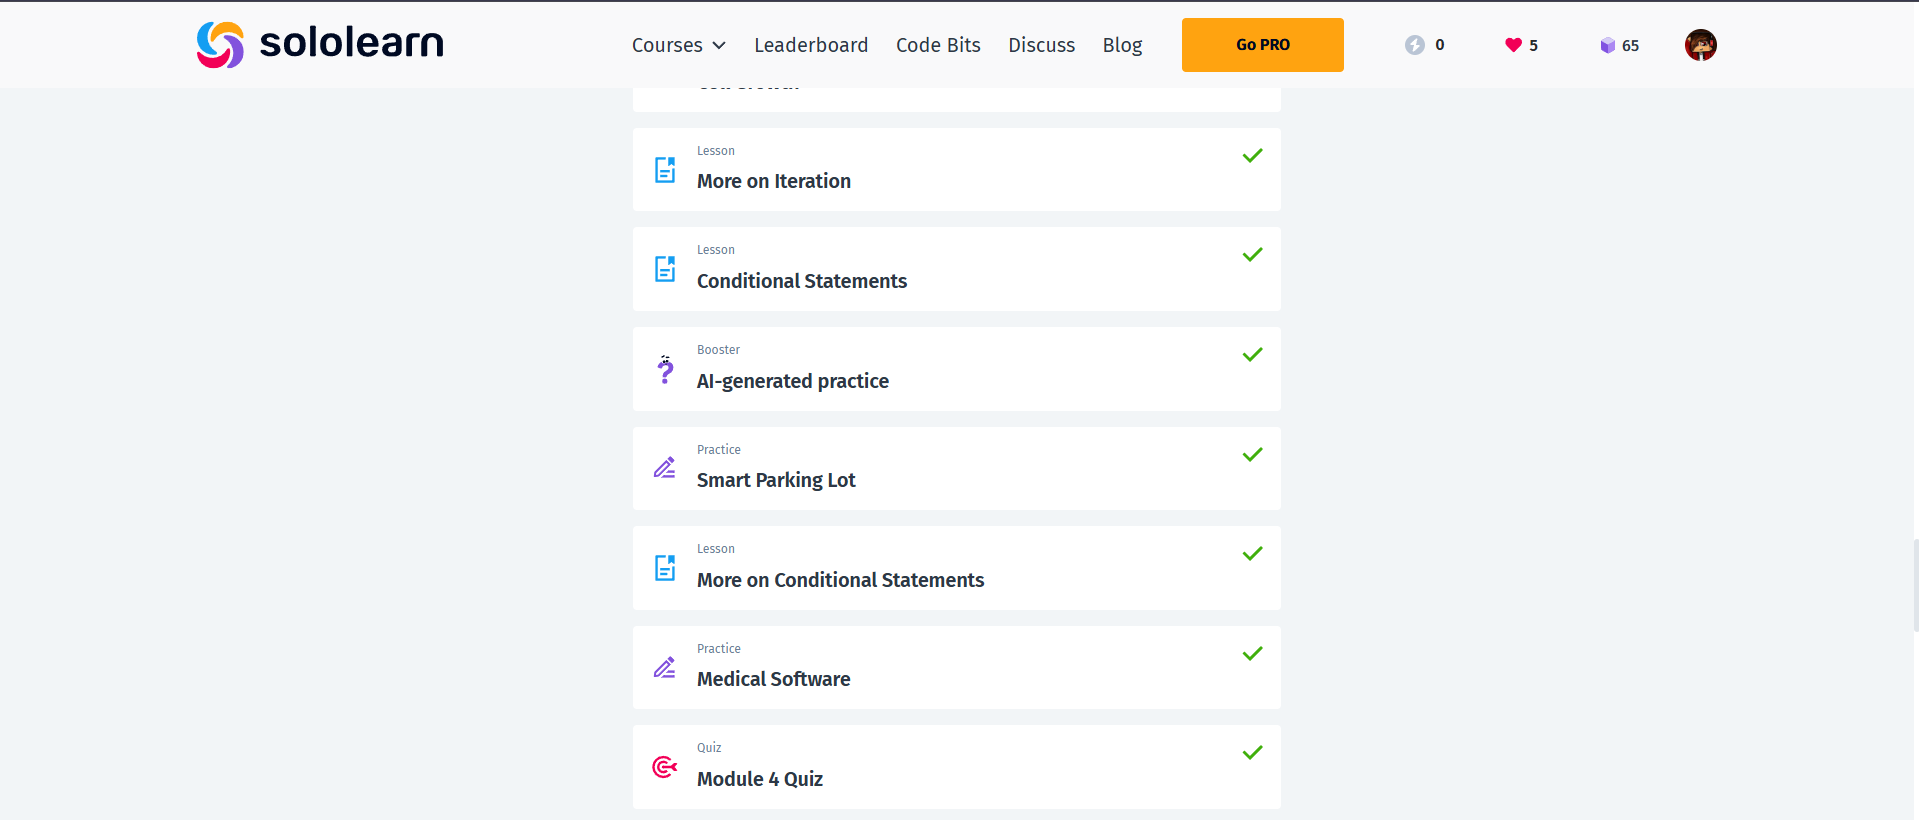 sololearn
Courses Leaderboard Code Bits Discuss Blog Go PRO 0 5 65
Lesson
More on Iteration
Lesson
Conditional Statements
Booster
AI-generated practice
Practice
Smart Parking Lot
Lesson
More on Conditional Statements
Practice
Medical Software
Quiz
Module 4 Quiz